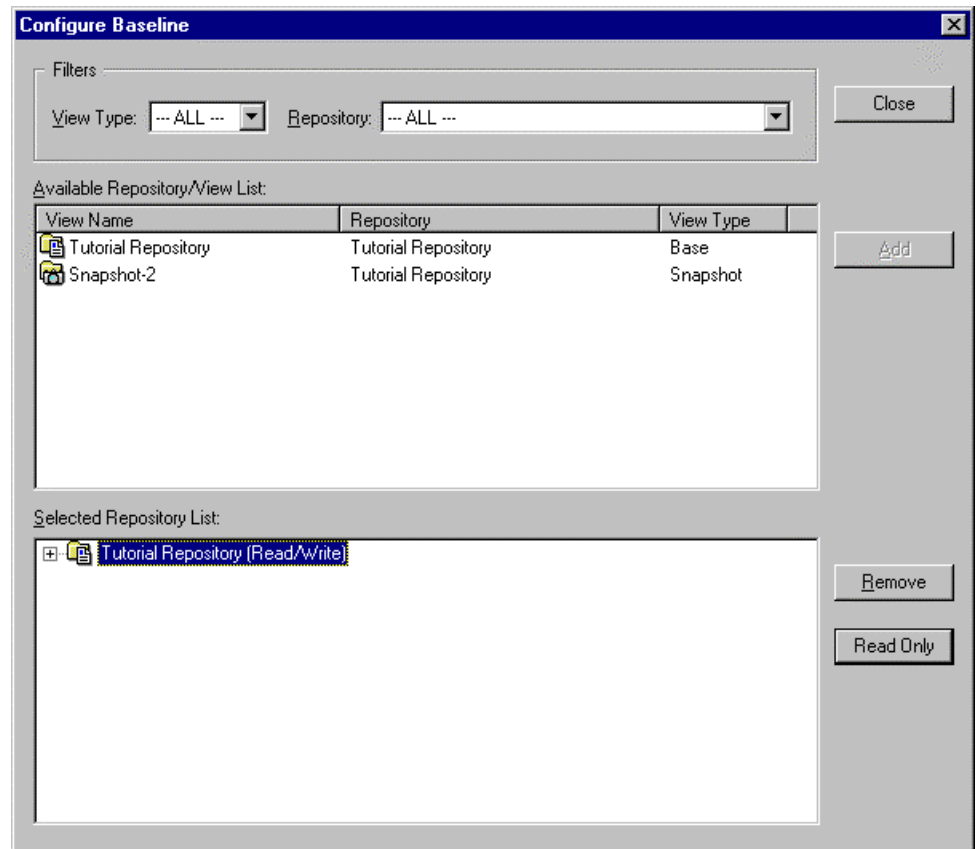 Configure Baseline
Filters
View Type: --- ALL --- Repository: --- ALL ---
Close
Available Repository/View List:
View Name Repository View Type
Tutorial Repository Tutorial Repository Base
Snapshot-2 Tutorial Repository Snapshot
Add
Selected Repository List:
Tutorial Repository (Read/Write)
Remove
Read Only